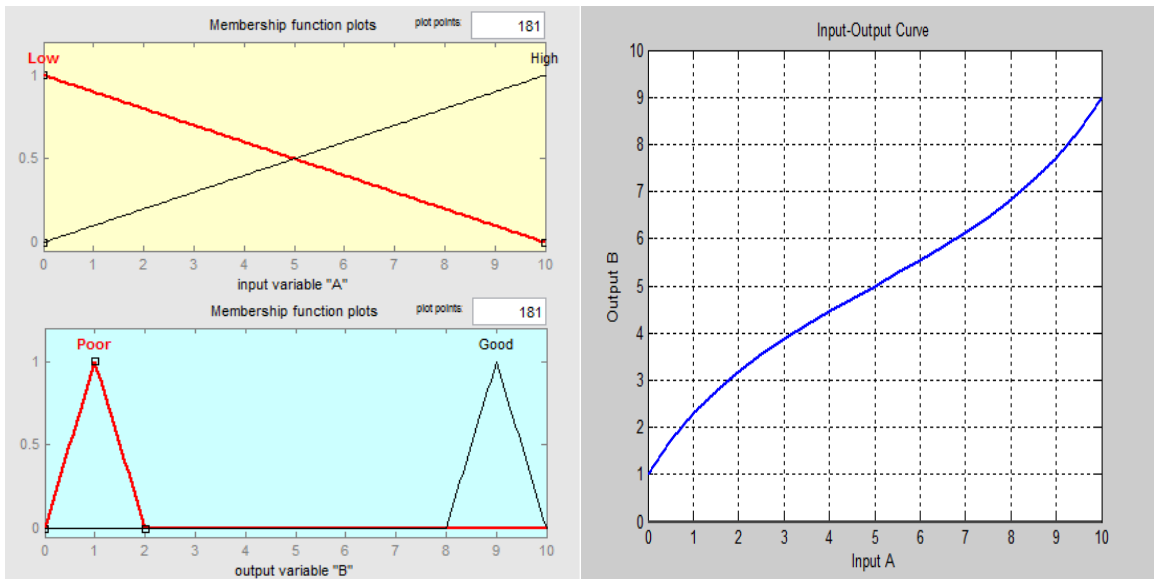 Membership function plots plot points: 181
Low High
1
0.5
0
0 1 2 3 4 5 6 7 8 9 10
input variable "A"
Membership function plots plot points: 181
Poor Good
1
0.5
0
0 1 2 3 4 5 6 7 8 9 10
output variable "B"
Input-Output Curve
10
9
8
7
6
5
4
3
2
1
0
Output B
0 1 2 3 4 5 6 7 8 9 10
Input A